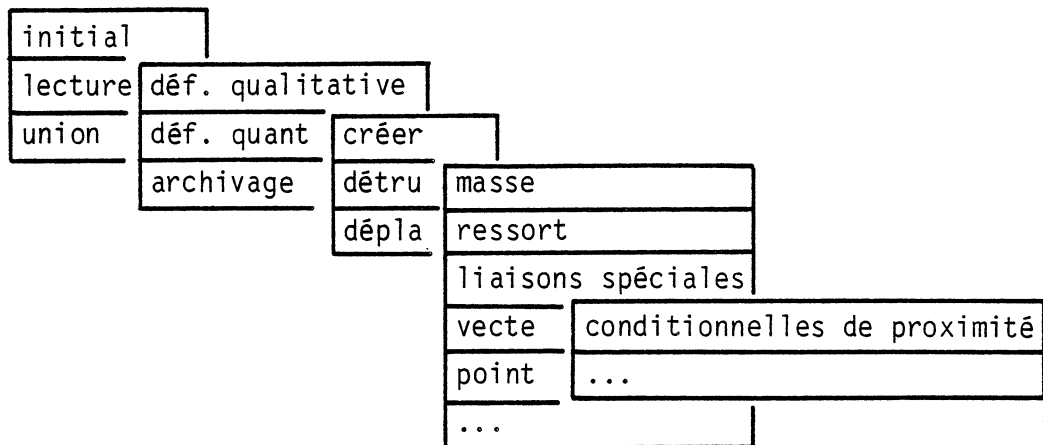 initial
lecture
union
déf. qualitative
déf. quant
archivage
créer
détru
dépla
masse
ressort
liaisons spéciales
vecte
point
...
conditionnelles de proximité
...